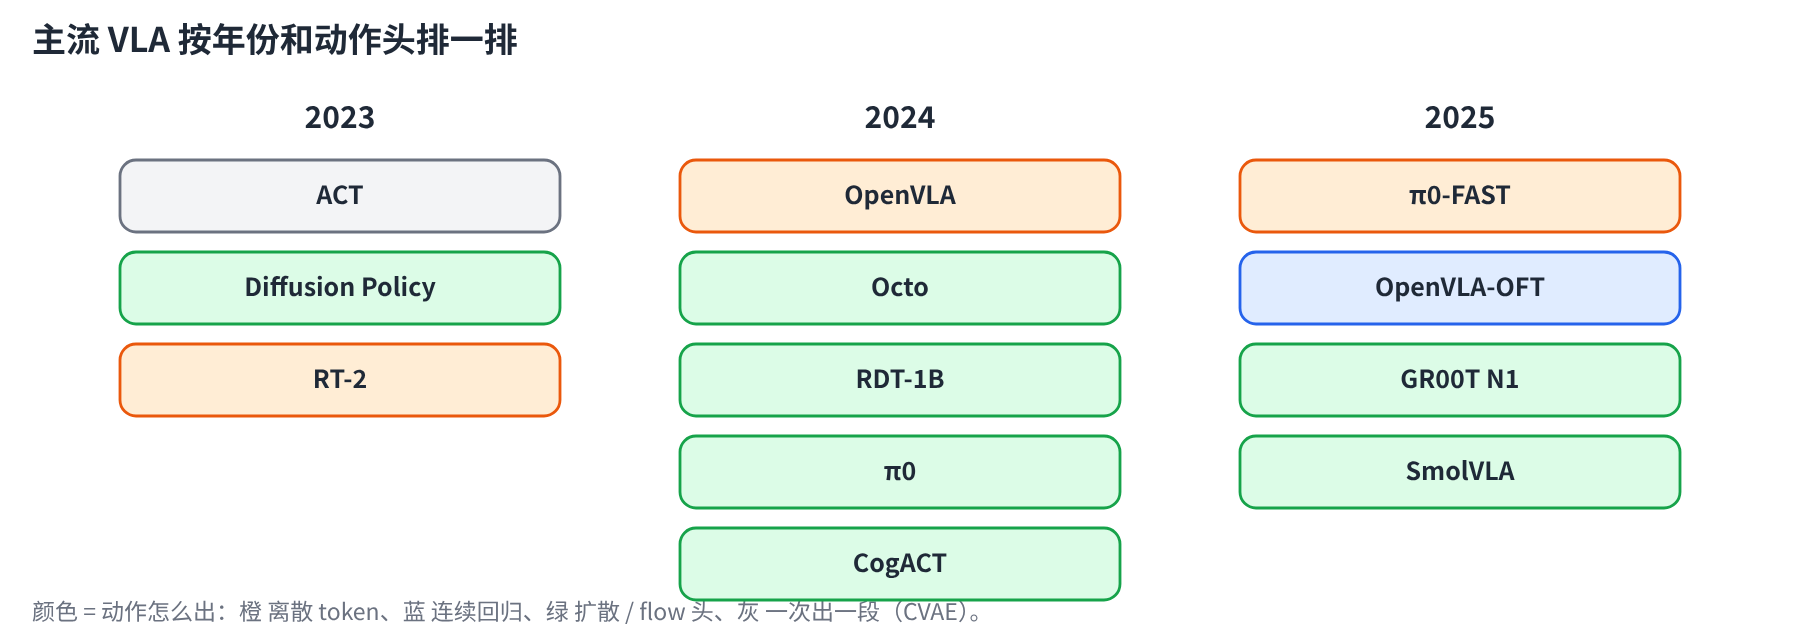 主流 VLA 按年份和动作头排一排
2023
2024
2025
ACT
OpenVLA
π0-FAST
Diffusion Policy
Octo
OpenVLA-OFT
RT-2
RDT-1B
GR00T N1
π0
SmolVLA
CogACT
颜色 = 动作怎么出：橙 离散 token、蓝 连续回归、绿 扩散 / flow 头、灰 一次出一段（CVAE）。